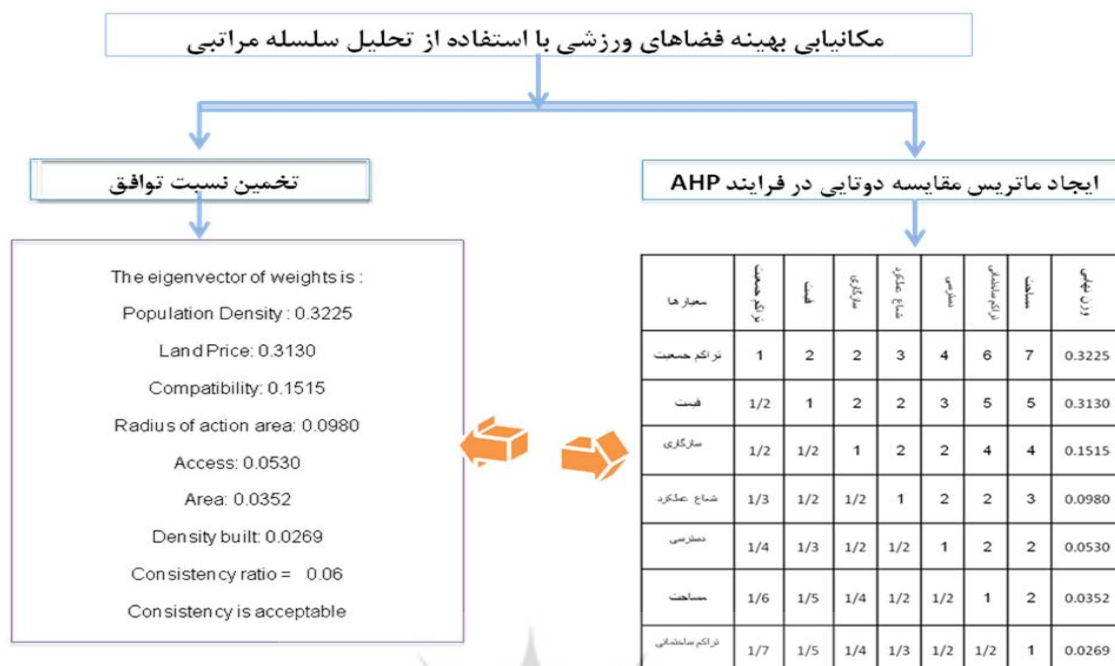 مکانیابی بهینه فضاهای ورزشی با استفاده از تحلیل سلسله مراتبی
ایجاد ماتریس مقایسه دوتایی در فرایند AHP
معیارها تراکم جمعیت قیمت سازگاری شعاع عملکرد دسترسی تراکم ساختمانی مساحت وزن نهایی
تراکم جمعیت 1 2 2 3 4 6 7 0.3225
قیمت 1/2 1 2 2 3 5 5 0.3130
سازگاری 1/2 1/2 1 2 2 4 4 0.1515
شعاع عملکرد 1/3 1/2 1/2 1 2 2 3 0.0980
دسترسی 1/4 1/3 1/2 1/2 1 2 2 0.0530
مساحت 1/6 1/5 1/4 1/2 1/2 1 2 0.0352
تراکم ساختمانی 1/7 1/5 1/4 1/3 1/2 1/2 1 0.0269
تخمین نسبت توافق
The eigenvector of weights is :
Population Density : 0.3225
Land Price: 0.3130
Compatibility: 0.1515
Radius of action area: 0.0980
Access: 0.0530
Area: 0.0352
Density built: 0.0269
Consistency ratio = 0.06
Consistency is acceptable